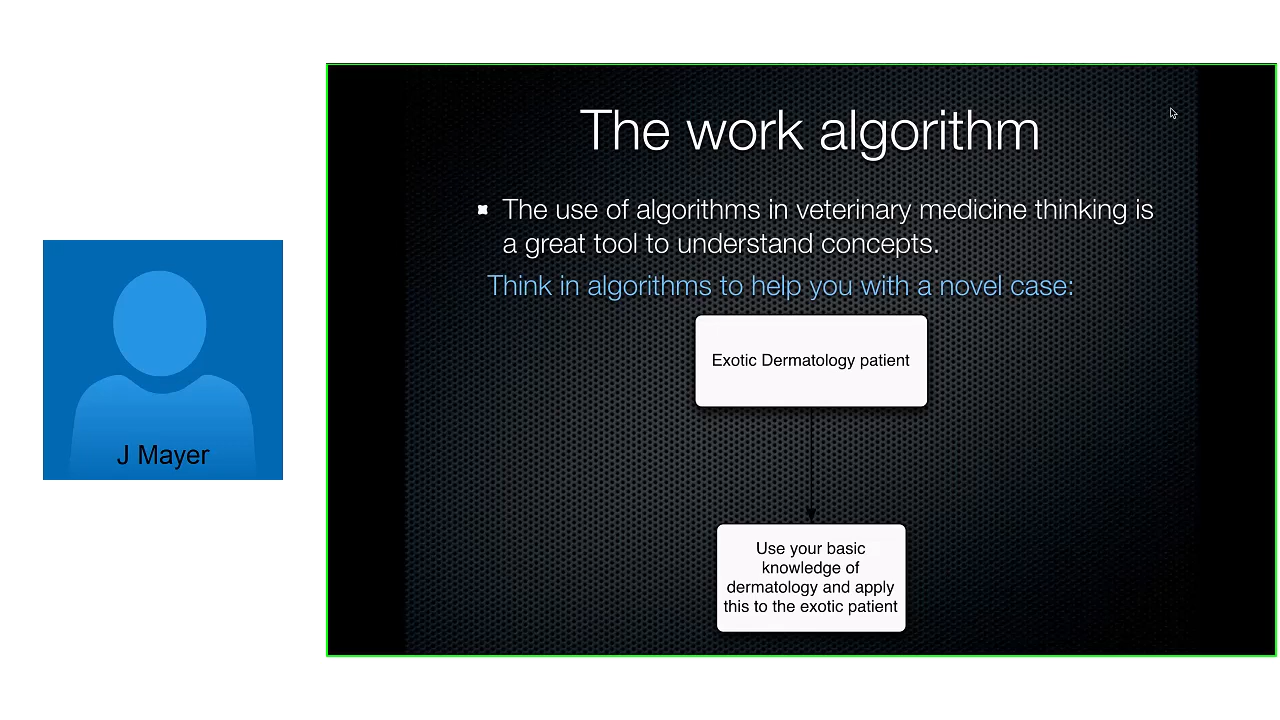 The work algorithm
The use of algorithms in veterinary medicine thinking is
a great tool to understand concepts.
Think in algorithms to help you with a novel case:
Exotic Dermatology patient
Use your basic
knowledge of
dermatology and apply
this to the exotic patient
J Mayer